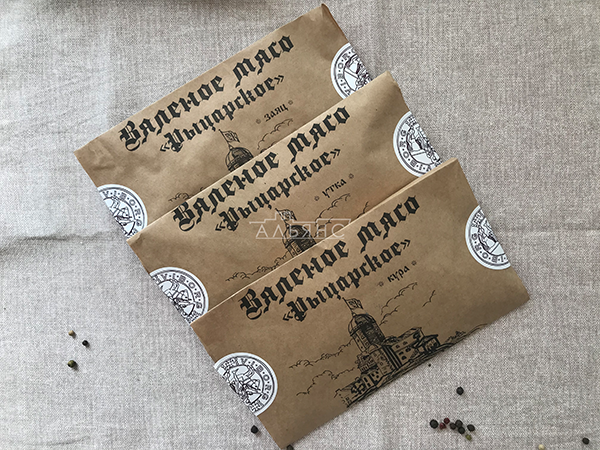 Вяленое мясо
«Рыцарское»
заяц
Вяленое мясо
«Рыцарское»
утка
АЛЬЯНС
Вяленое мясо
«Рыцарское»
кура